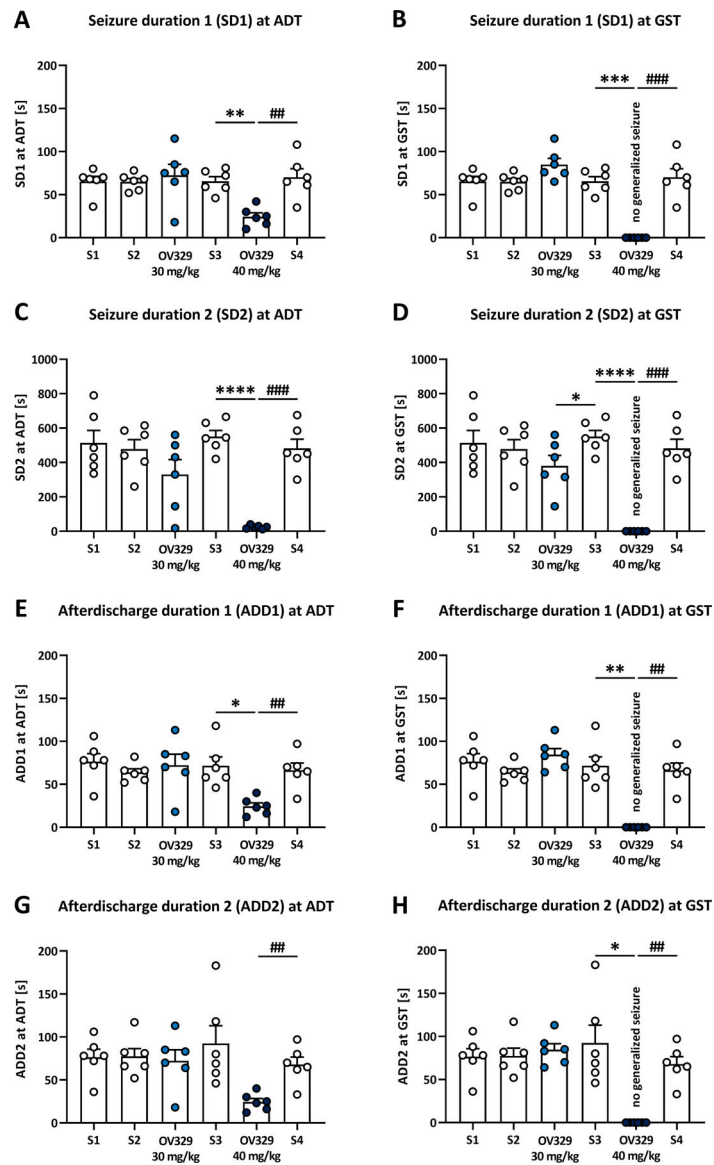 A Seizure duration 1 (SD1) at ADT
SD1 at ADT [s]
200
150
100
50
0
** ##
S1 S2 OV329 S3 OV329 S4
30 mg/kg 40 mg/kg
B Seizure duration 1 (SD1) at GST
SD1 at GST [s]
200
150
100
50
0
*** ###
no generalized seizure
S1 S2 OV329 S3 OV329 S4
30 mg/kg 40 mg/kg
C Seizure duration 2 (SD2) at ADT
SD2 at ADT [s]
1000
800
600
400
200
0
**** ###
S1 S2 OV329 S3 OV329 S4
30 mg/kg 40 mg/kg
D Seizure duration 2 (SD2) at GST
SD2 at GST [s]
1000
800
600
400
200
0
* **** ###
no generalized seizure
S1 S2 OV329 S3 OV329 S4
30 mg/kg 40 mg/kg
E Afterdischarge duration 1 (ADD1) at ADT
ADD1 at ADT [s]
200
150
100
50
0
* ##
S1 S2 OV329 S3 OV329 S4
30 mg/kg 40 mg/kg
F Afterdischarge duration 1 (ADD1) at GST
ADD1 at GST [s]
200
150
100
50
0
** ##
no generalized seizure
S1 S2 OV329 S3 OV329 S4
30 mg/kg 40 mg/kg
G Afterdischarge duration 2 (ADD2) at ADT
ADD2 at ADT [s]
200
150
100
50
0
##
S1 S2 OV329 S3 OV329 S4
30 mg/kg 40 mg/kg
H Afterdischarge duration 2 (ADD2) at GST
ADD2 at GST [s]
200
150
100
50
0
* ##
no generalized seizure
S1 S2 OV329 S3 OV329 S4
30 mg/kg 40 mg/kg